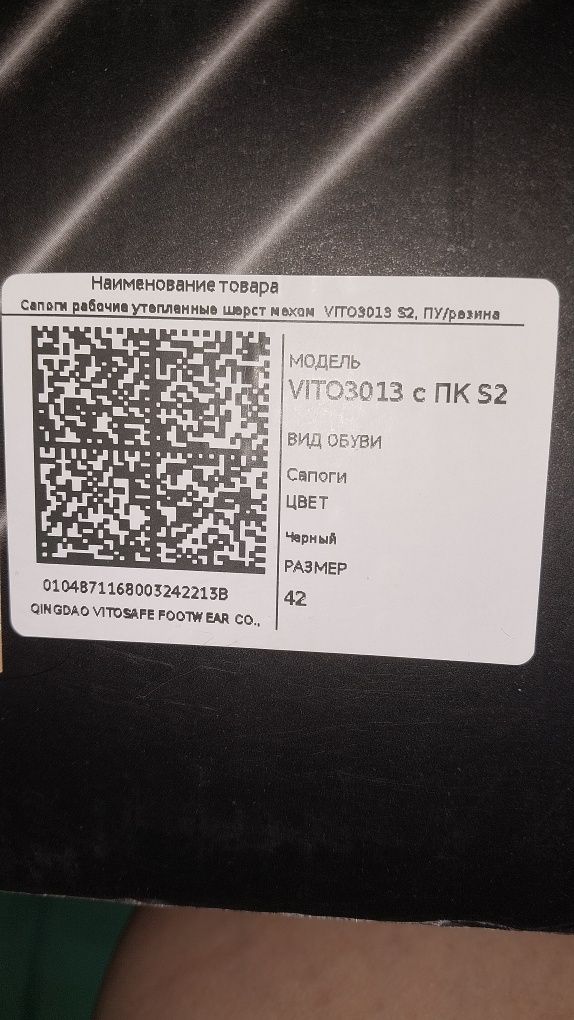 Наименование товара
Сапоги рабочие утепленные шерст мехом VITO3013 S2, ПУ/резина
МОДЕЛЬ
VITO3013 с ПК S2
ВИД ОБУВИ
Сапоги
ЦВЕТ
Черный
РАЗМЕР
42
0104871168003242213B
QINGDAO VITOSAFE FOOTWEAR CO.,